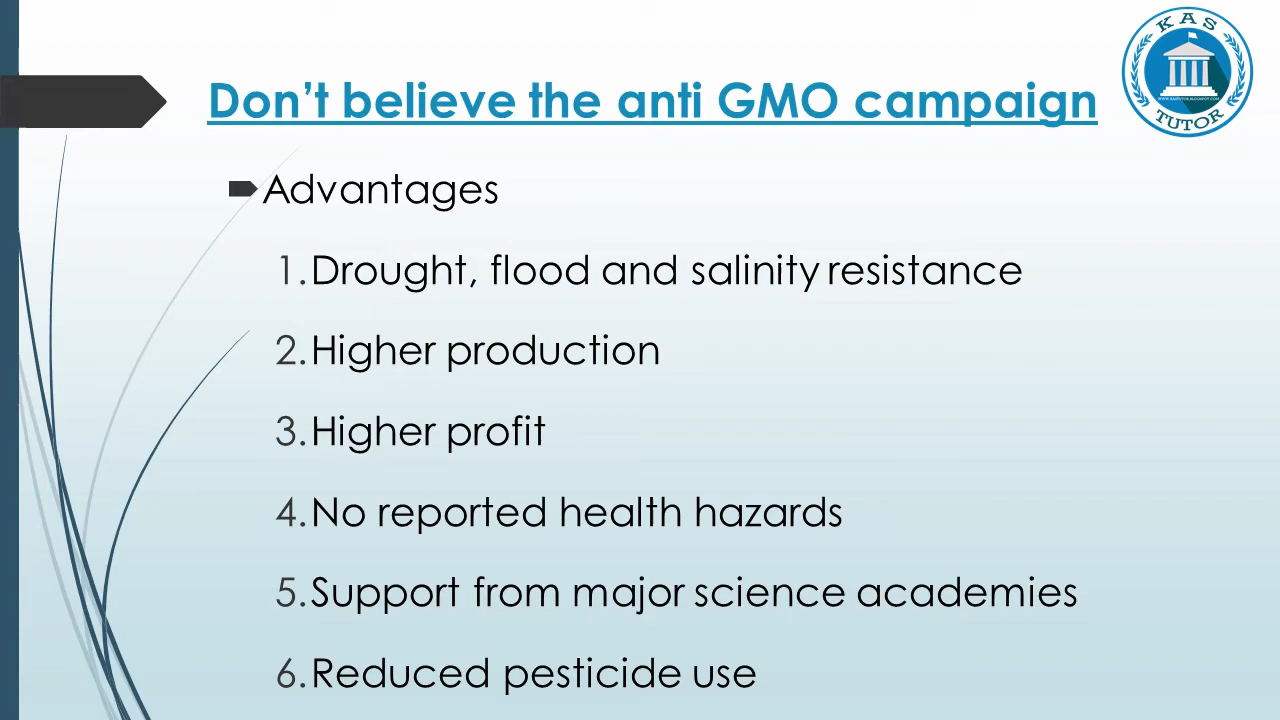 KAS
TUTOR
Don’t believe the anti GMO campaign
Advantages
1. Drought, flood and salinity resistance
2. Higher production
3. Higher profit
4. No reported health hazards
5. Support from major science academies
6. Reduced pesticide use